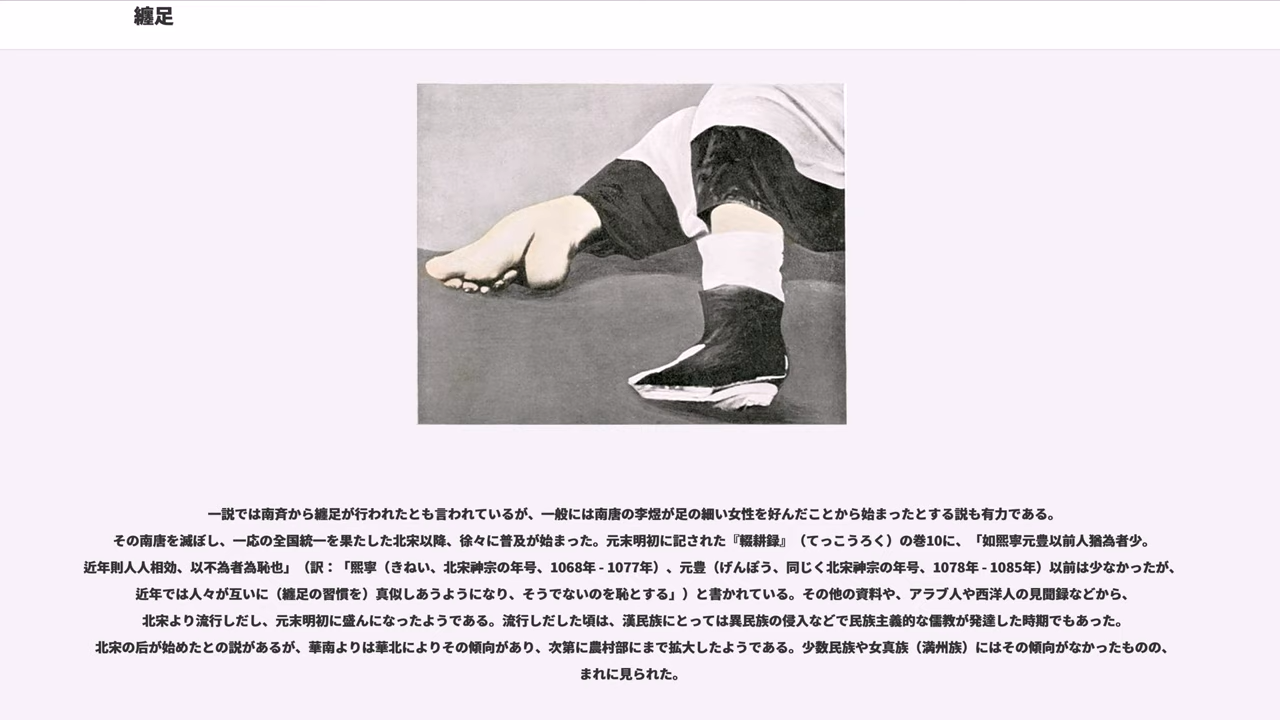 纏足
一説では南斉から纏足が行われたとも言われているが、一般には南唐の李煜が足の細い女性を好んだことから始まったとする説も有力である。
その南唐を滅ぼし、一応の全国統一を果たした北宋以降、徐々に普及が始まった。元末明初に記された『輟耕録』（てっこうろく）の巻10に、「如熙寧元豊以前人猶為者少。
近年則人人相効、以不為者為恥也」（訳：「熙寧（きねい、北宋神宗の年号、1068年 - 1077年）、元豊（げんぽう、同じく北宋神宗の年号、1078年 - 1085年）以前は少なかったが、
近年では人々が互いに（纏足の習慣を）真似しあうようになり、そうでないのを恥とする」）と書かれている。その他の資料や、アラブ人や西洋人の見聞録などから、
北宋より流行しだし、元末明初に盛んになったようである。流行しだした頃は、漢民族にとっては異民族の侵入などで民族主義的な儒教が発達した時期でもあった。
北宋の后が始めたとの説があるが、華南よりは華北によりその傾向があり、次第に農村部にまで拡大したようである。少数民族や女真族（満州族）にはその傾向がなかったものの、
まれに見られた。